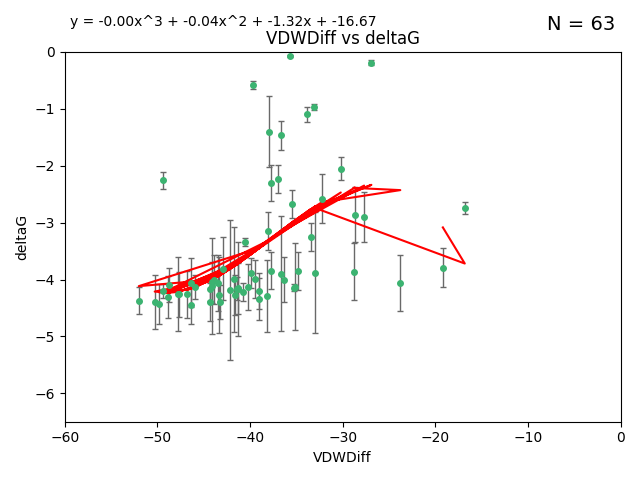 y = -0.00x^3 + -0.04x^2 + -1.32x + -16.67
N = 63
VDWDiff vs deltaG
0
−1
−2
−3
−4
−5
−6
deltaG
−60
−50
−40
−30
−20
−10
0
VDWDiff